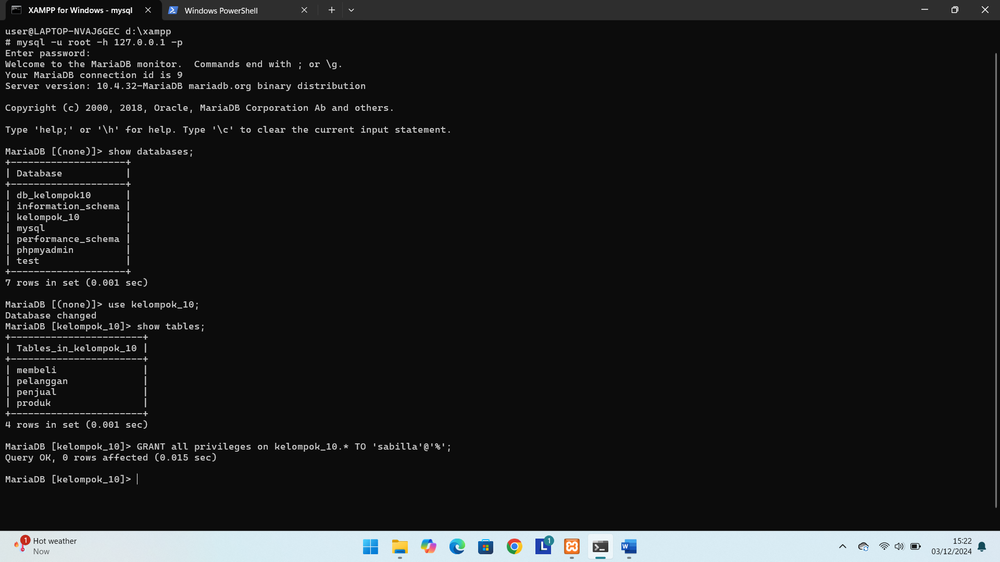 XAMPP for Windows - mysql
Windows PowerShell
user@LAPTOP-NVAJ6GEC d:\xampp
# mysql -u root -h 127.0.0.1 -p
Enter password:
Welcome to the MariaDB monitor.  Commands end with ; or \g.
Your MariaDB connection id is 9
Server version: 10.4.32-MariaDB mariadb.org binary distribution
Copyright (c) 2000, 2018, Oracle, MariaDB Corporation Ab and others.
Type 'help;' or '\h' for help. Type '\c' to clear the current input statement.
MariaDB [(none)]> show databases;
+--------------------+
| Database           |
+--------------------+
| db_kelompok10      |
| information_schema |
| kelompok_10        |
| mysql              |
| performance_schema |
| phpmyadmin         |
| test               |
+--------------------+
7 rows in set (0.001 sec)
MariaDB [(none)]> use kelompok_10;
Database changed
MariaDB [kelompok_10]> show tables;
+-----------------------+
| Tables_in_kelompok_10 |
+-----------------------+
| membeli               |
| pelanggan             |
| penjual               |
| produk                |
+-----------------------+
4 rows in set (0.001 sec)
MariaDB [kelompok_10]> GRANT all privileges on kelompok_10.* TO 'sabilla'@'%';
Query OK, 0 rows affected (0.015 sec)
MariaDB [kelompok_10]>
1
Hot weather
Now
L
1
W
15:22
03/12/2024